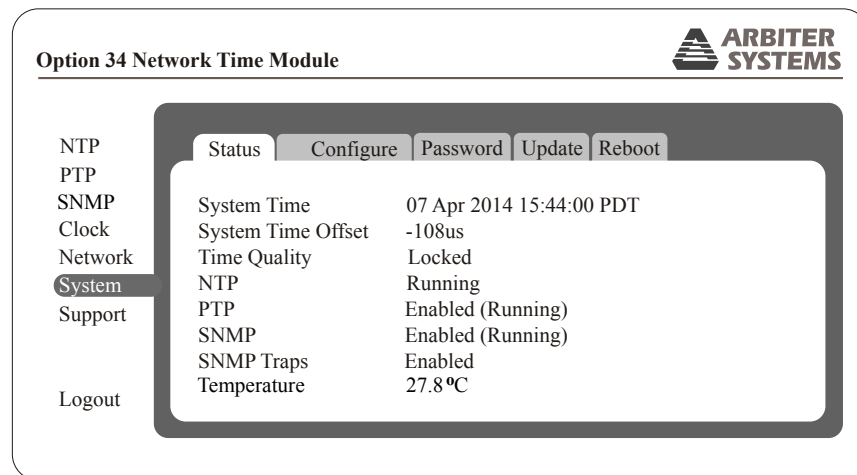 Option 34 Network Time Module
ARBITER
SYSTEMS
NTP
PTP
SNMP
Clock
Network
System
Support
Logout
Status Configure Password Update Reboot
System Time 07 Apr 2014 15:44:00 PDT
System Time Offset -108us
Time Quality Locked
NTP Running
PTP Enabled (Running)
SNMP Enabled (Running)
SNMP Traps Enabled
Temperature 27.8 ºC